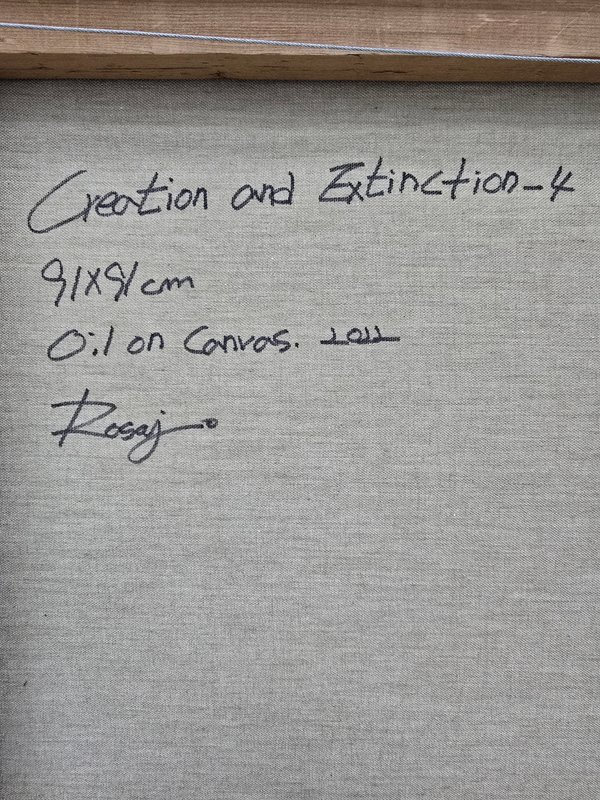 Creation and Extinction-4
91x91cm
Oil on Canvas. 2022
Rosaj